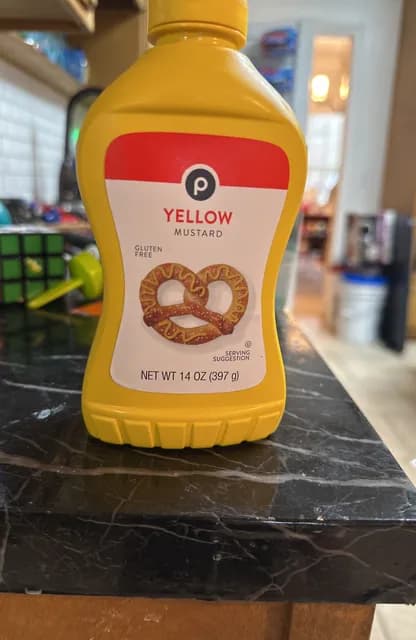 p
YELLOW
MUSTARD
GLUTEN
FREE
SERVING
SUGGESTION
NET WT 14 OZ (397 g)